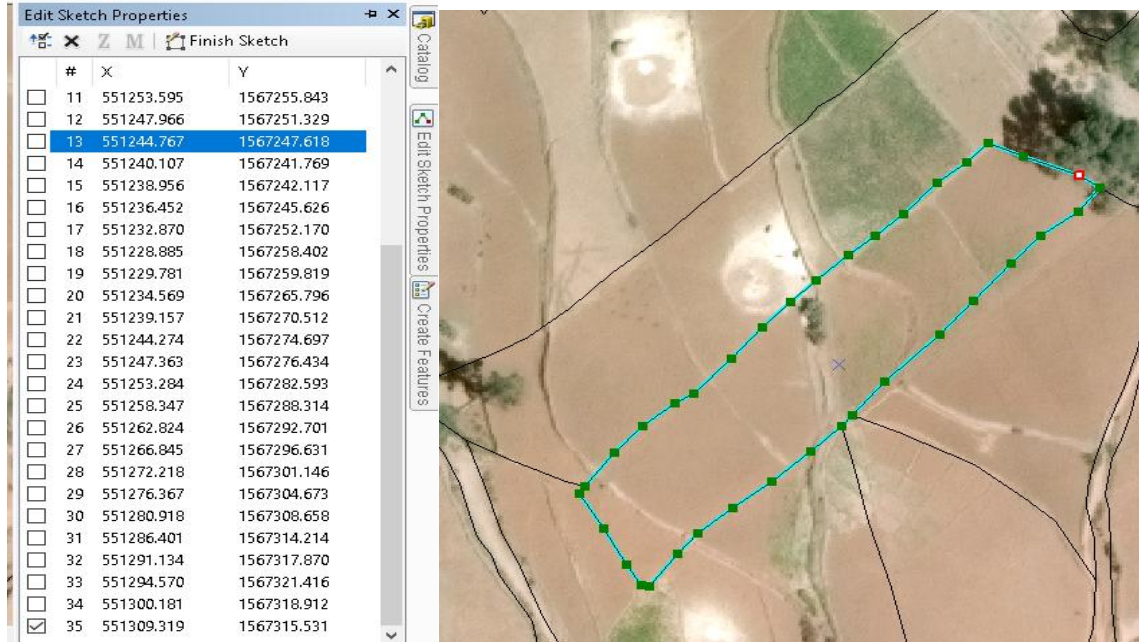 Edit Sketch Properties
Z M Finish Sketch
# X Y
11 551253.595 1567255.843
12 551247.966 1567251.329
13 551244.767 1567247.618
14 551240.107 1567241.769
15 551238.956 1567242.117
16 551236.452 1567245.626
17 551232.870 1567252.170
18 551228.885 1567258.402
19 551229.781 1567259.819
20 551234.569 1567265.796
21 551239.157 1567270.512
22 551244.274 1567274.697
23 551247.363 1567276.434
24 551253.284 1567282.593
25 551258.347 1567288.314
26 551262.824 1567292.701
27 551266.845 1567296.631
28 551272.218 1567301.146
29 551276.367 1567304.673
30 551280.918 1567308.658
31 551286.401 1567314.214
32 551291.134 1567317.870
33 551294.570 1567321.416
34 551300.181 1567318.912
35 551309.319 1567315.531
Catalog
Edit Sketch Properties
Create Features